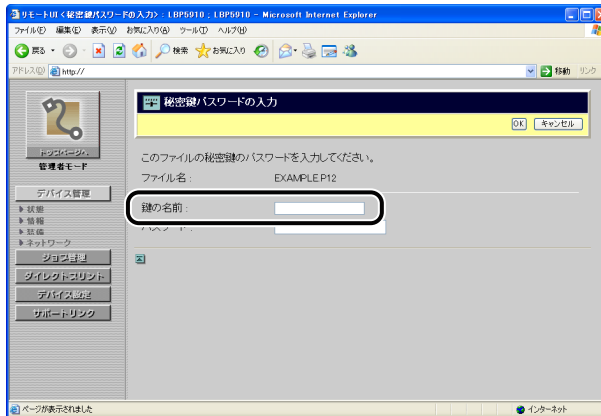 リモートUI <秘密鍵パスワードの入力> : LBP5910 ; LBP5910 - Microsoft Internet Explorer
ファイル(F) 編集(E) 表示(V) お気に入り(A) ツール(T) ヘルプ(H)
戻る 検索 お気に入り
アドレス(D) http:// 移動 リンク
秘密鍵パスワードの入力
OK キャンセル
トップページへ
管理者モード
デバイス管理
状態
情報
装備
ネットワーク
ジョブ管理
ダイレクトプリント
デバイス設定
サポートリンク
このファイルの秘密鍵のパスワードを入力してください。
ファイル名 : EXAMPLE.P12
鍵の名前 :
パスワード :
ページが表示されました インターネット